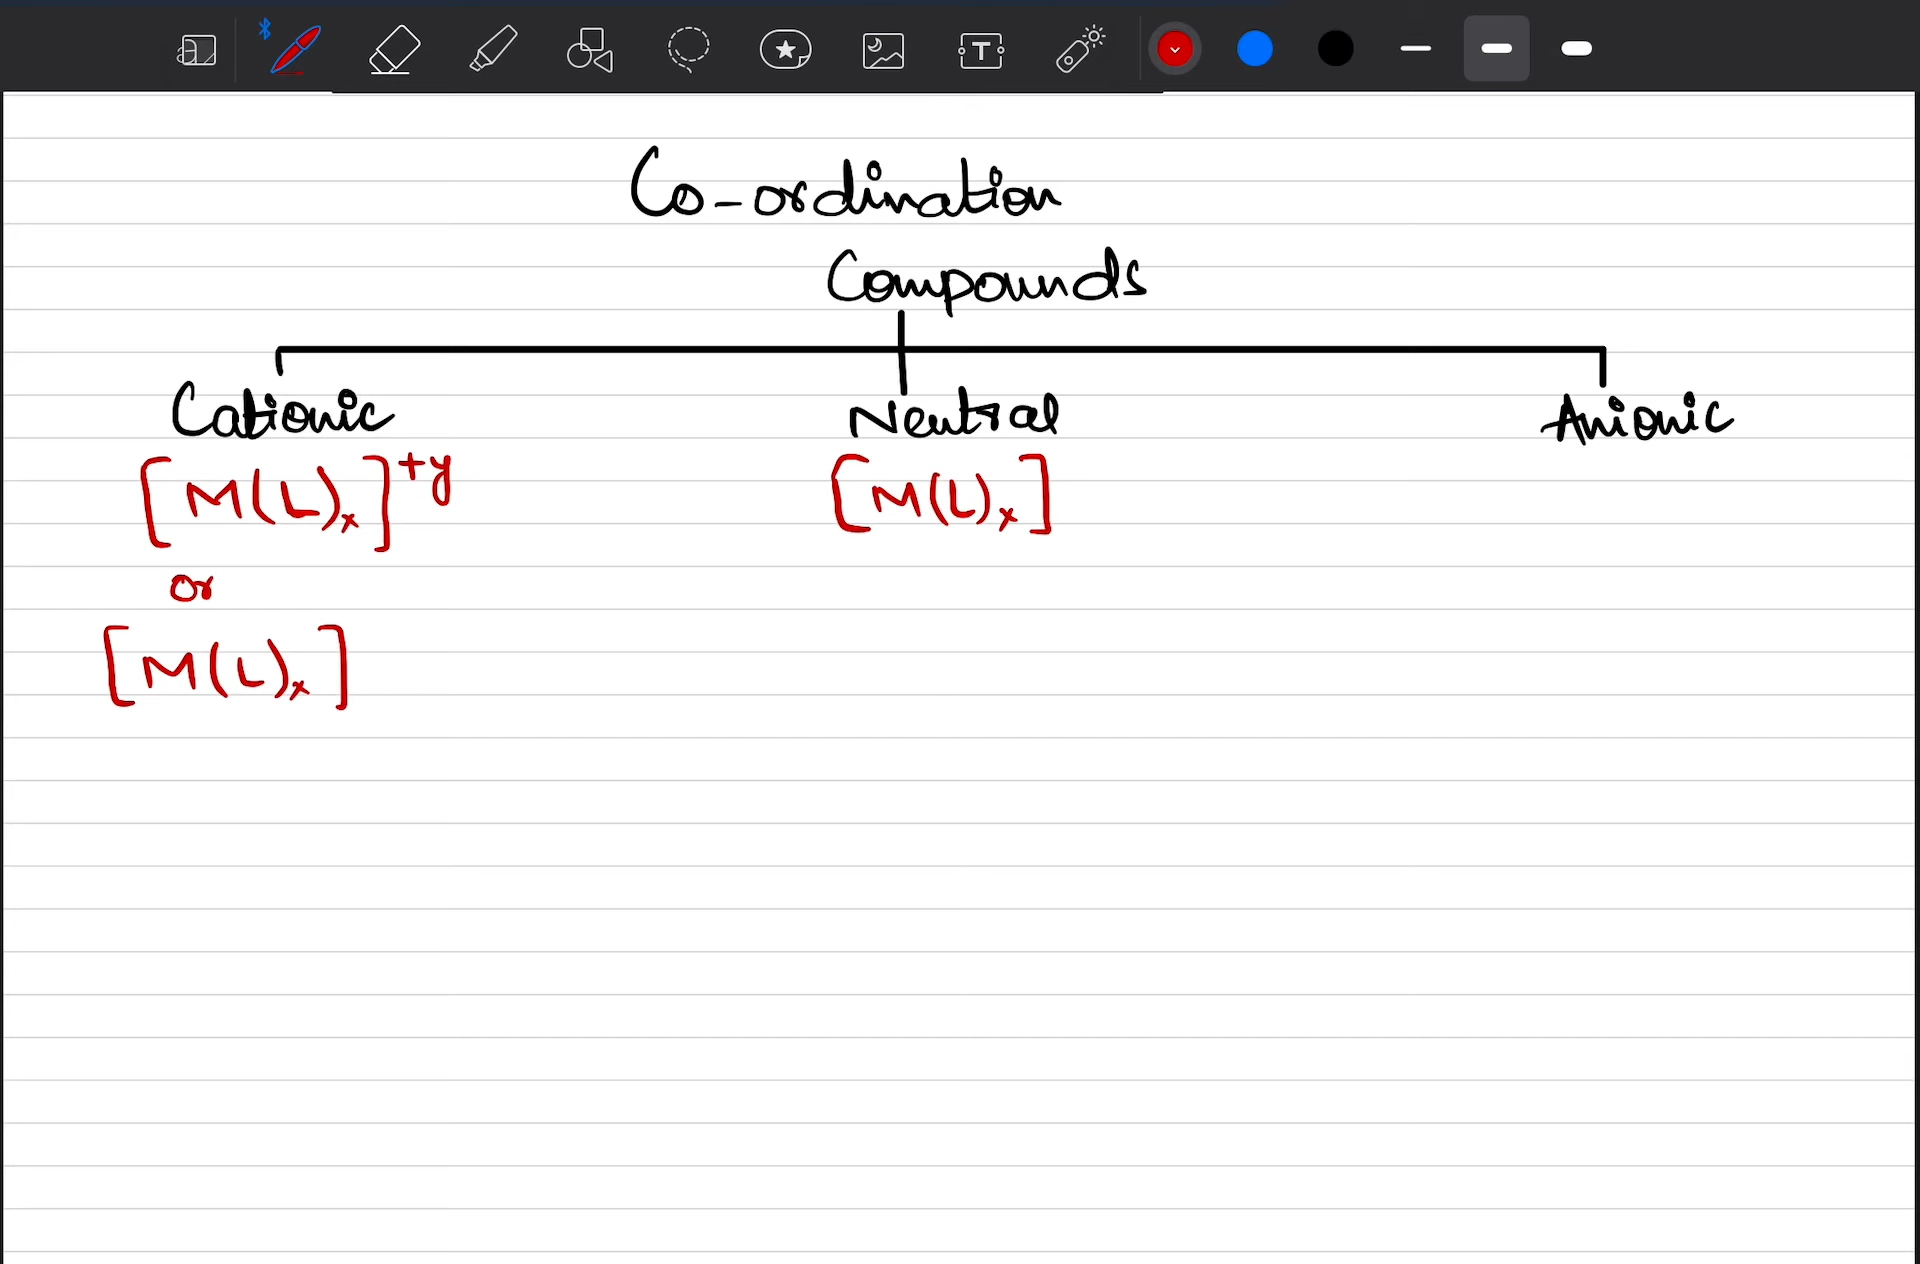 Co-ordination
Compounds
Cationic Neutral Anionic
[M(L)ₓ]⁺ʸ [M(L)ₓ]
or
[M(L)ₓ]